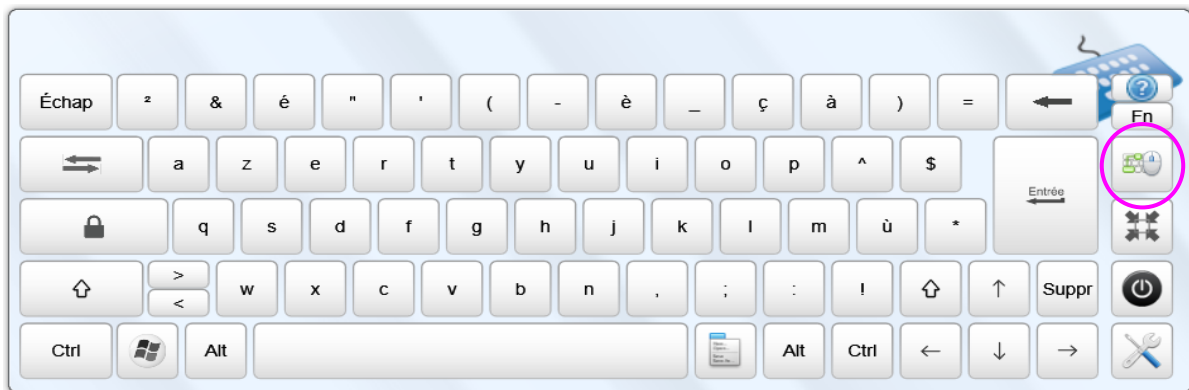 Échap ² & é " ' ( - è _ ç à ) =
Fn
a z e r t y u i o p ^ $
Entrée
q s d f g h j k l m ù *
>
<
w x c v b n , ; : ! ↑ Suppr
Ctrl Alt Alt Ctrl ← ↓ →